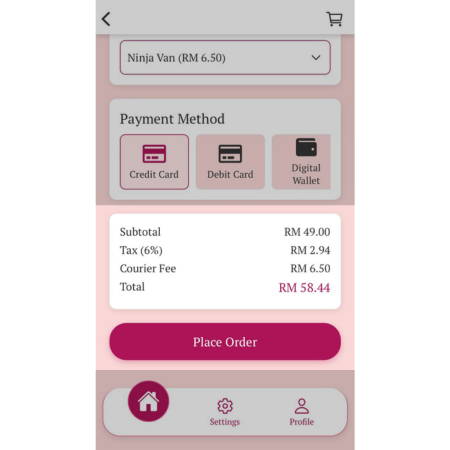 Ninja Van (RM 6.50)
Payment Method
Credit Card
Debit Card
Digital
Wallet
Subtotal RM 49.00
Tax (6%) RM 2.94
Courier Fee RM 6.50
Total RM 58.44
Place Order
Settings
Profile